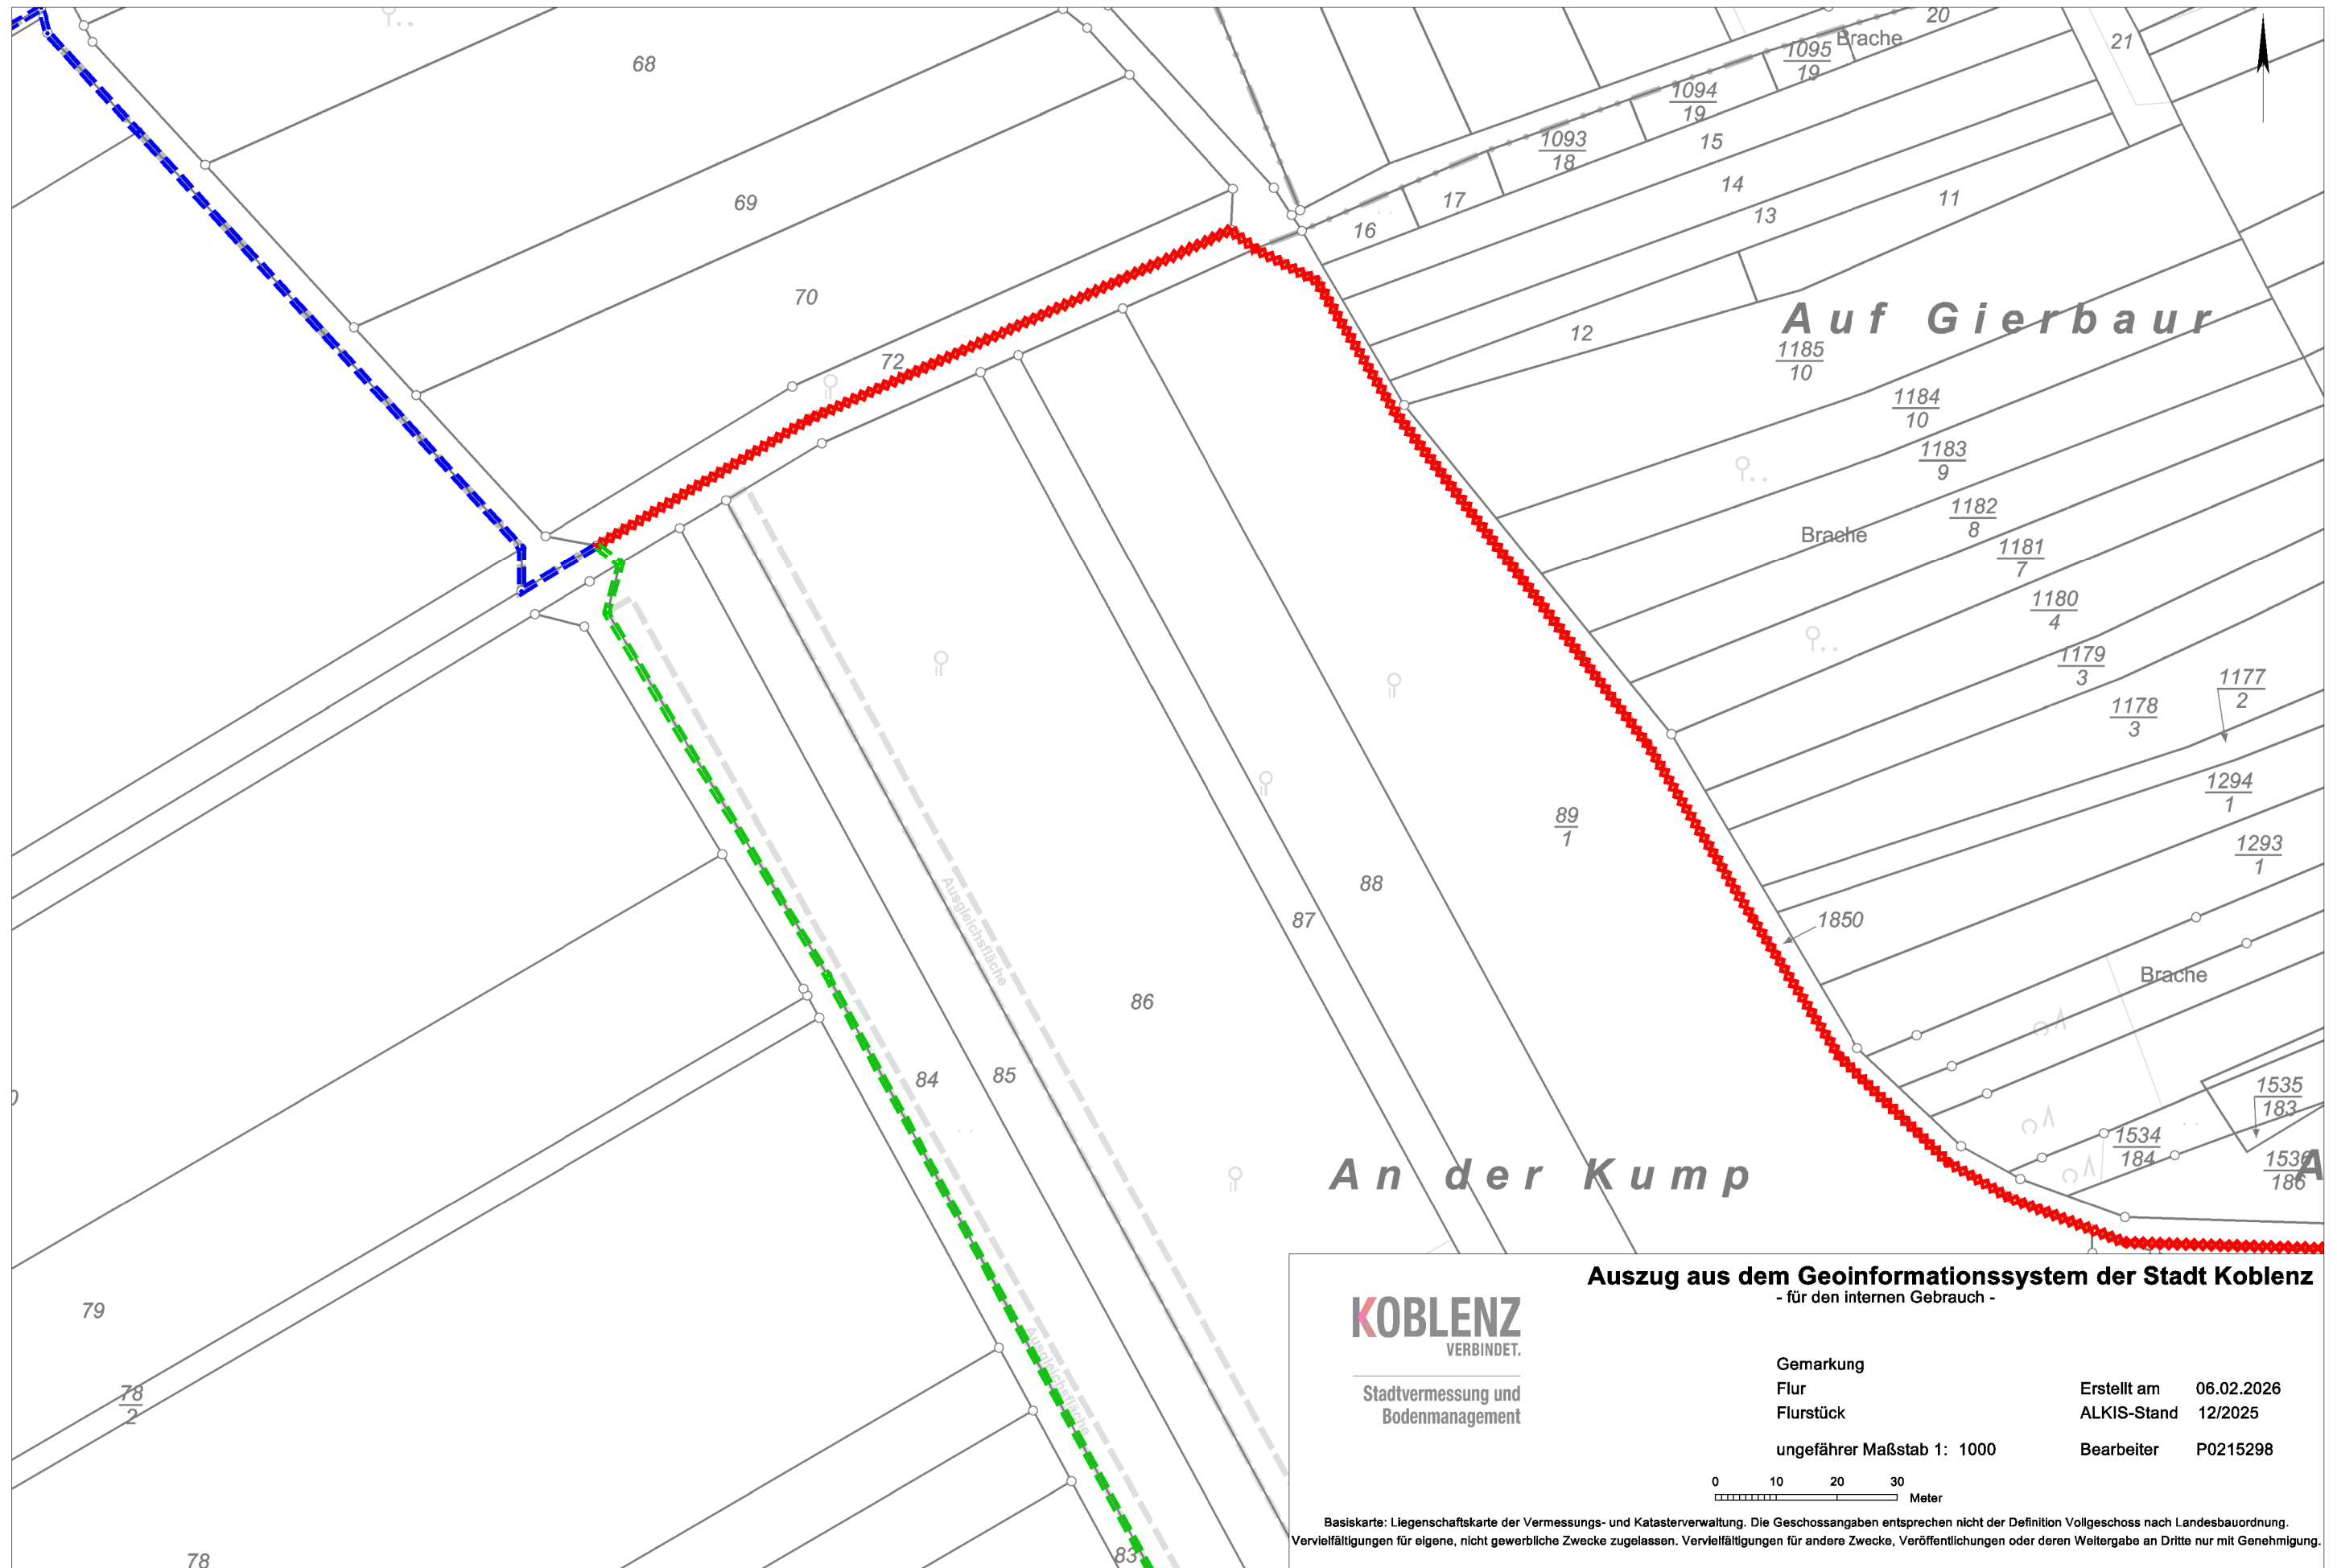 68
69
70
72
20
21
Brache
1095
19
1094
19
1093
18
15
14
13
11
17
16
12
Auf Gierbaur
1185
10
1184
10
1183
9
Brache
1182
8
1181
7
1180
4
1179
3
1178
3
1177
2
1294
1
1293
1
89
1
88
87
1850
Brache
86
85
84
Ausgleichsfläche
Ausgleichsfläche
1535
183
1534
184
1536
186
A
An der Kump
79
78
2
78
83
Auszug aus dem Geoinformationssystem der Stadt Koblenz
- für den internen Gebrauch -
KOBLENZ
VERBINDET.
Stadtvermessung und
Bodenmanagement
Gemarkung
Flur
Erstellt am 06.02.2026
Flurstück
ALKIS-Stand 12/2025
ungefährer Maßstab 1: 1000
Bearbeiter P0215298
0 10 20 30
Meter
Basiskarte: Liegenschaftskarte der Vermessungs- und Katasterverwaltung. Die Geschossangaben entsprechen nicht der Definition Vollgeschoss nach Landesbauordnung.
Vervielfältigungen für eigene, nicht gewerbliche Zwecke zugelassen. Vervielfältigungen für andere Zwecke, Veröffentlichungen oder deren Weitergabe an Dritte nur mit Genehmigung.